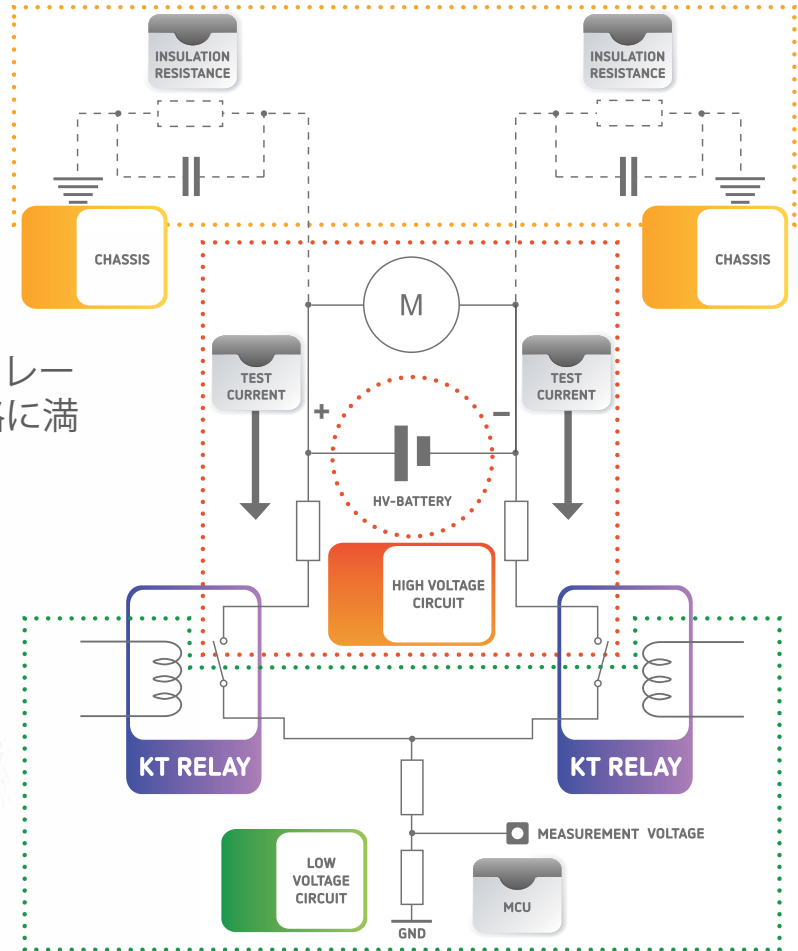 INSULATION
RESISTANCE
INSULATION
RESISTANCE
CHASSIS
CHASSIS
M
レー
TEST
CURRENT
TEST
CURRENT
+
−
に満
HV-BATTERY
HIGH VOLTAGE
CIRCUIT
KT RELAY
KT RELAY
MEASUREMENT VOLTAGE
LOW
VOLTAGE
CIRCUIT
MCU
GND